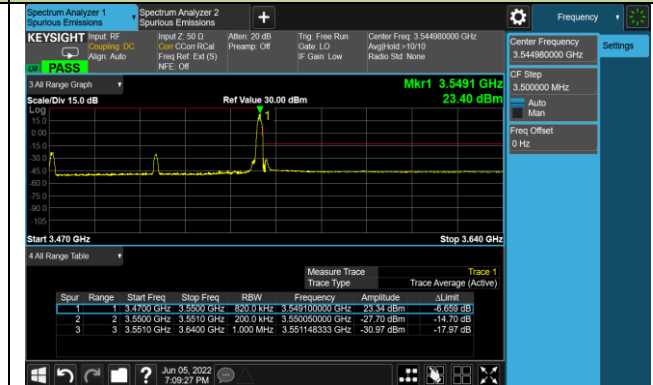 Spectrum Analyzer 1
Spurious Emissions
Spectrum Analyzer 2
Spurious Emissions
Frequency
KEYSIGHT
Input: RF
Coupling: DC
Align: Auto
Input Z: 50 Ω
Corr CCorr RCal
Freq Ref: Ext (S)
NFE: Off
Atten: 20 dB
Preamp: Off
Trig: Free Run
Gate: LO
IF Gain: Low
Center Freq: 3.544980000 GHz
Avg|Hold:>10/10
Radio Std: None
PASS
Center Frequency
3.544980000 GHz
Settings
CF Step
3.500000 MHz
Auto
Man
Freq Offset
0 Hz
3 All Range Graph
Mkr1 3.5491 GHz
23.40 dBm
Scale/Div 15.0 dB
Ref Value 30.00 dBm
Log
1
15.0
0.00
-15.0
-30.0
-45.0
-60.0
-75.0
-90.0
-105
Start 3.470 GHz
Stop 3.640 GHz
4 All Range Table
Measure Trace Trace 1
Trace Type Trace Average (Active)
Spur Range Start Freq Stop Freq RBW Frequency Amplitude ΔLimit
1 1 3.4700 GHz 3.5500 GHz 820.0 kHz 3.549100000 GHz 23.34 dBm -6.659 dB
2 2 3.5500 GHz 3.5510 GHz 200.0 kHz 3.550050000 GHz -27.70 dBm -14.70 dB
3 3 3.5510 GHz 3.6400 GHz 1.000 MHz 3.551148333 GHz -30.97 dBm -17.97 dB
Jun 05, 2022
7:09:27 PM